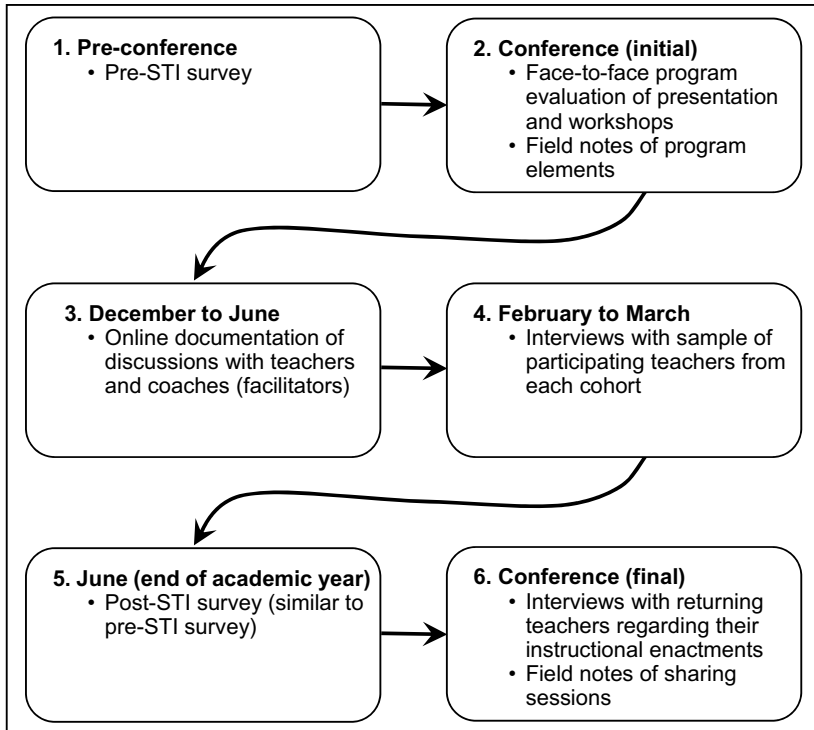 1. Pre-conference
• Pre-STI survey
2. Conference (initial)
• Face-to-face program
evaluation of presentation
and workshops
• Field notes of program
elements
3. December to June
• Online documentation of
discussions with teachers
and coaches (facilitators)
4. February to March
• Interviews with sample of
participating teachers from
each cohort
5. June (end of academic year)
• Post-STI survey (similar to
pre-STI survey)
6. Conference (final)
• Interviews with returning
teachers regarding their
instructional enactments
• Field notes of sharing
sessions